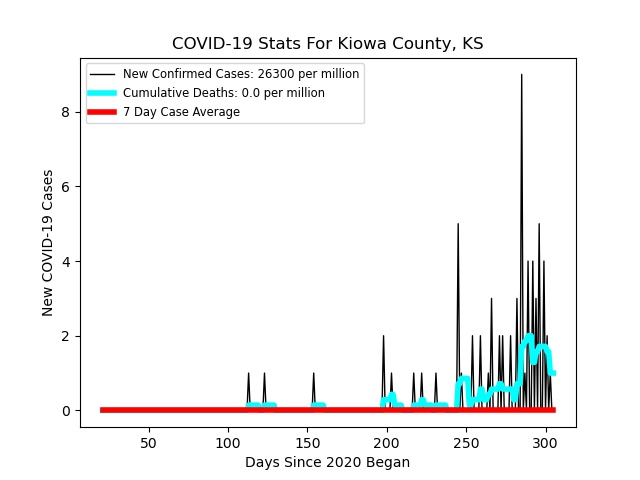 COVID-19 Stats For Kiowa County, KS
New Confirmed Cases: 26300 per million
Cumulative Deaths: 0.0 per million
7 Day Case Average
New COVID-19 Cases
8
6
4
2
0
50 100 150 200 250 300
Days Since 2020 Began